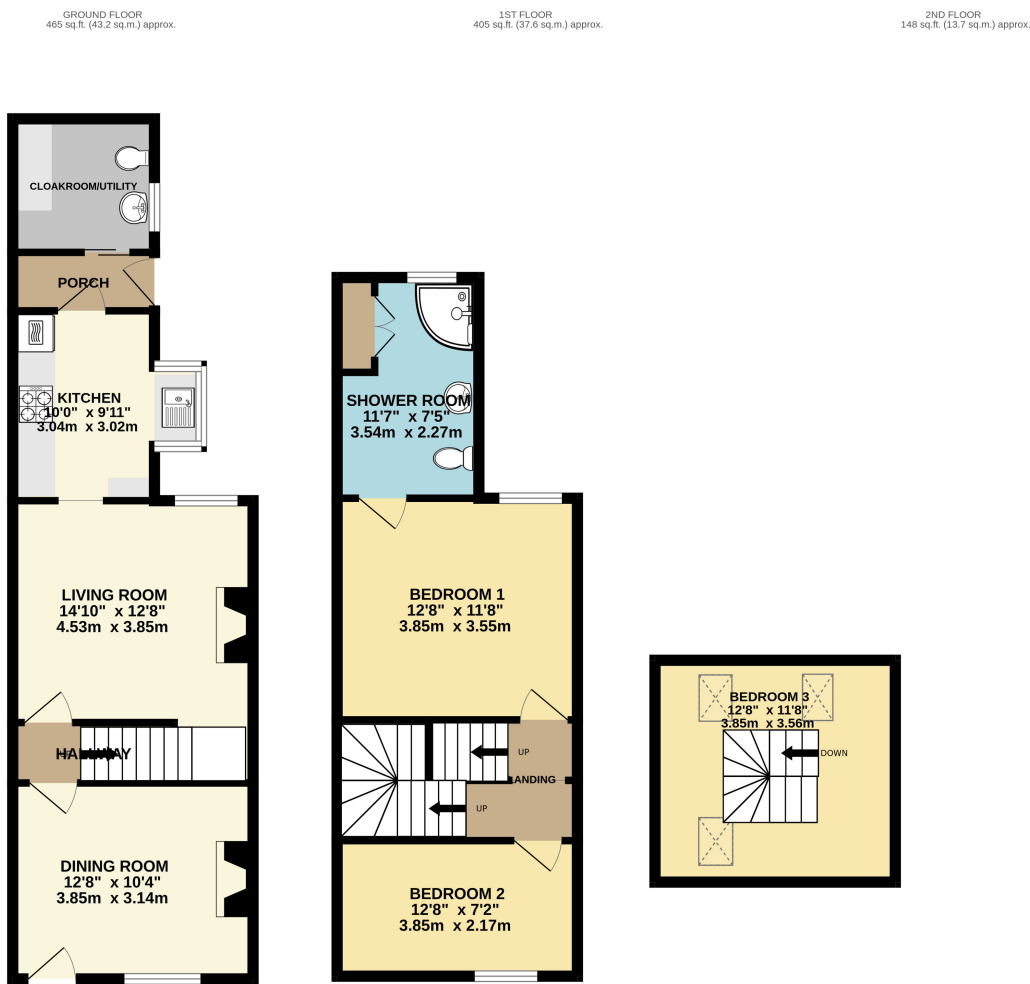 GROUND FLOOR
465 sq.ft. (43.2 sq.m.) approx.
1ST FLOOR
405 sq.ft. (37.6 sq.m.) approx.
2ND FLOOR
148 sq.ft. (13.7 sq.m.) approx.
CLOAKROOM/UTILITY
PORCH
KITCHEN
10'0" x 9'11"
3.04m x 3.02m
LIVING ROOM
14'10" x 12'8"
4.53m x 3.85m
HALLWAY
DINING ROOM
12'8" x 10'4"
3.85m x 3.14m
SHOWER ROOM
11'7" x 7'5"
3.54m x 2.27m
BEDROOM 1
12'8" x 11'8"
3.85m x 3.55m
UP
LANDING
UP
BEDROOM 2
12'8" x 7'2"
3.85m x 2.17m
BEDROOM 3
12'8" x 11'8"
3.85m x 3.56m
DOWN